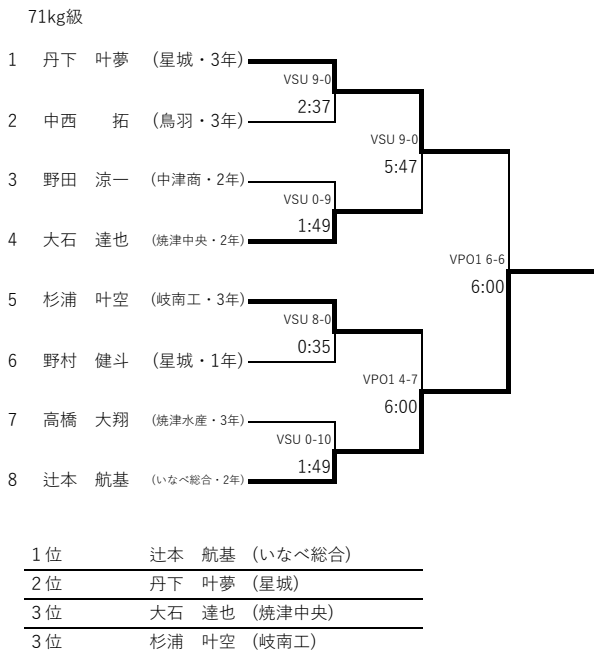 71kg級
1 丹下 叶夢 (星城・3年)
VSU 9-0
2:37
2 中西 拓 (鳥羽・3年)
VSU 9-0
5:47
3 野田 涼一 (中津商・2年)
VSU 0-9
1:49
4 大石 達也 (焼津中央・2年)
VPO1 6-6
6:00
5 杉浦 叶空 (岐南工・3年)
VSU 8-0
0:35
6 野村 健斗 (星城・1年)
VPO1 4-7
6:00
7 高橋 大翔 (焼津水産・3年)
VSU 0-10
1:49
8 辻本 航基 (いなべ総合・2年)
1位 辻本 航基 (いなべ総合)
2位 丹下 叶夢 (星城)
3位 大石 達也 (焼津中央)
3位 杉浦 叶空 (岐南工)